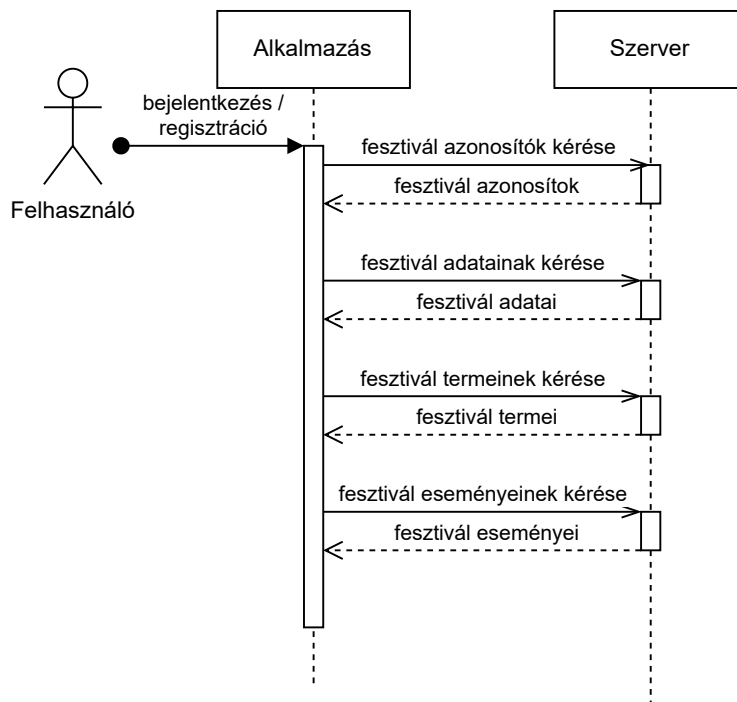 Alkalmazás
Szerver
bejelentkezés /
regisztráció
Felhasználó
fesztivál azonosítók kérése
fesztivál azonosítok
fesztivál adatainak kérése
fesztivál adatai
fesztivál termeinek kérése
fesztivál termei
fesztivál eseményeinek kérése
fesztivál eseményei